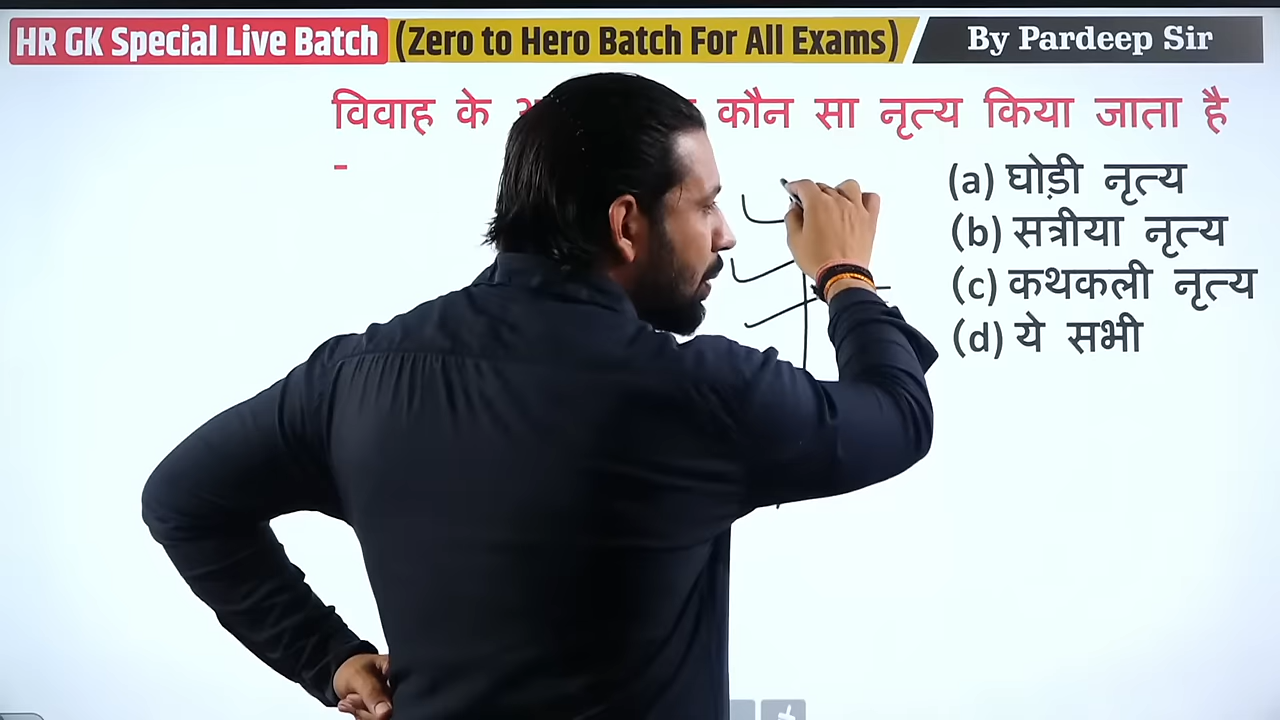 HR GK Special Live Batch (Zero to Hero Batch For All Exams) By Pardeep Sir
विवाह के कौन सा नृत्य किया जाता है
-
(a) घोड़ी नृत्य
(b) सत्रीया नृत्य
(c) कथकली नृत्य
(d) ये सभी